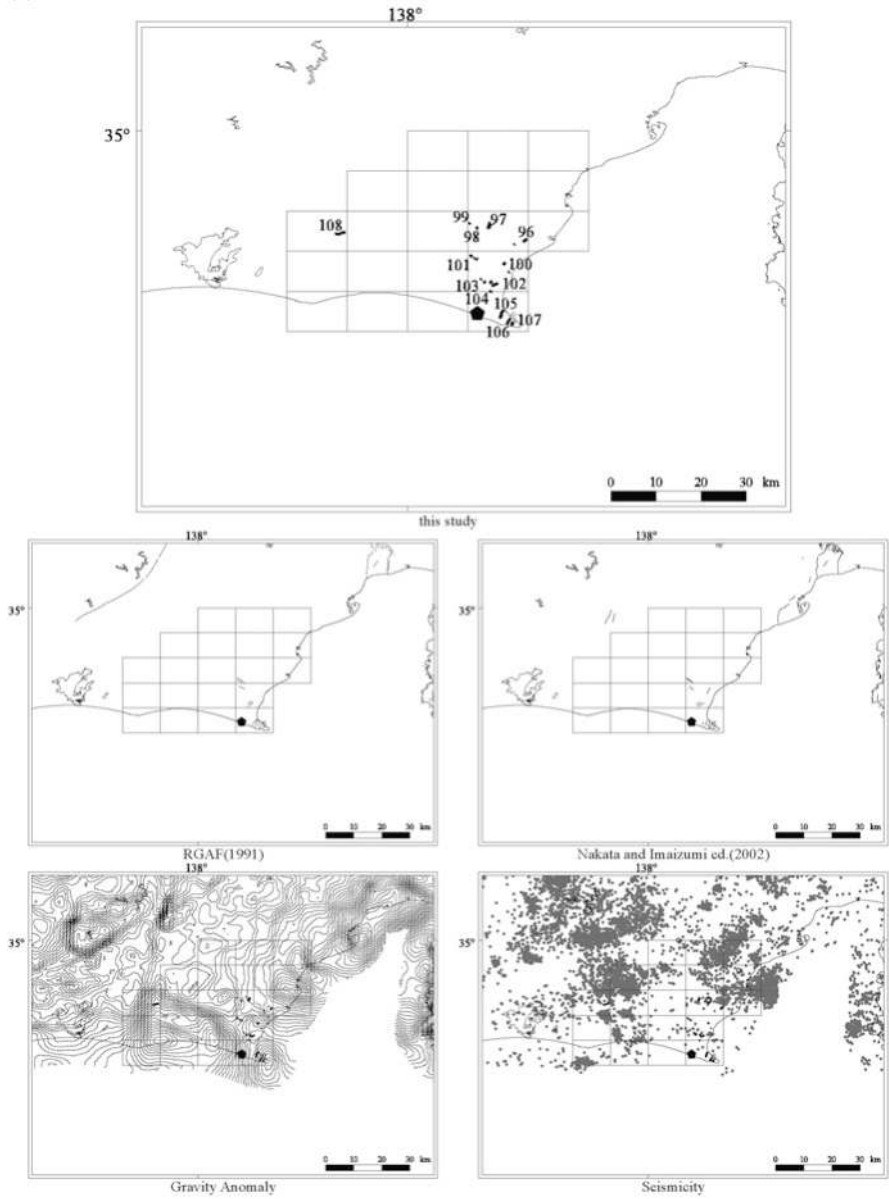 138°
35°
99 97
108 98 96
101 100
103 102
104 105
106 107
0 10 20 30 km
this study
138° 138°
35° 35°
0 10 20 30 km 0 10 20 30 km
RGAF(1991) Nakata and Imaizumi ed.(2002)
138° 138°
35° 35°
0 10 20 30 km 0 10 20 30 km
Gravity Anomaly Seismicity